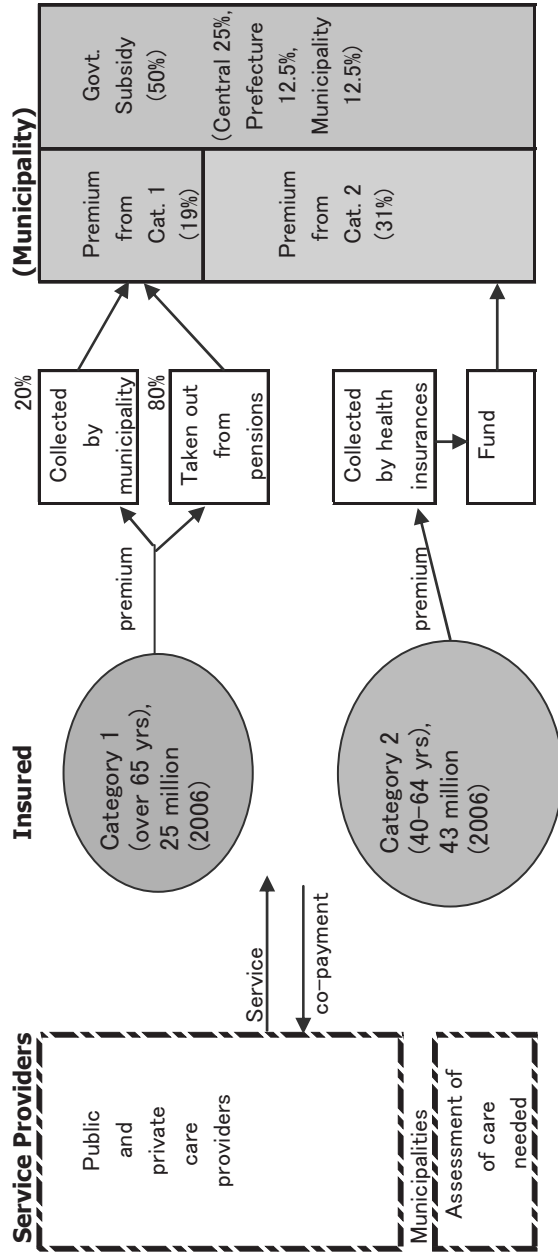 Service Providers
Public
and
private
care
providers
Municipalities
Assessment of
of care
needed
Service
co-payment
Insured
Category 1
(over 65 yrs),
25 million
(2006)
Category 2
(40-64 yrs),
43 million
(2006)
premium
premium
20%
Collected
by
municipality
80%
Taken out
from
pensions
Collected
by health
insurances
Fund
(Municipality)
Premium
from
Cat. 1
(19%)
Premium
from
Cat. 2
(31%)
Govt.
Subsidy
(50%)
(Central 25%,
Prefecture
12.5%,
Municipality
12.5%)